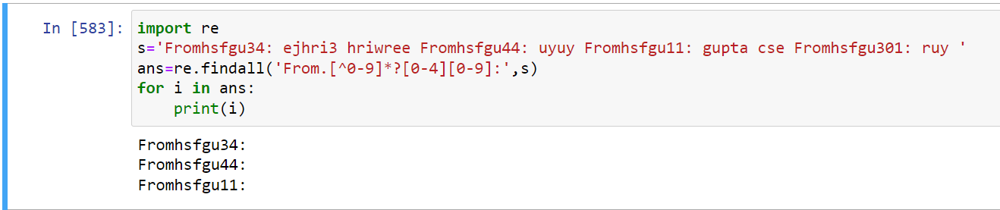 In [583]: import re
s='Fromhsfgu34: ejhri3 hriwree Fromhsfgu44: uyuy Fromhsfgu11: gupta cse Fromhsfgu301: ruy '
ans=re.findall('From.[^0-9]*?[0-4][0-9]:',s)
for i in ans:
    print(i)
Fromhsfgu34:
Fromhsfgu44:
Fromhsfgu11: